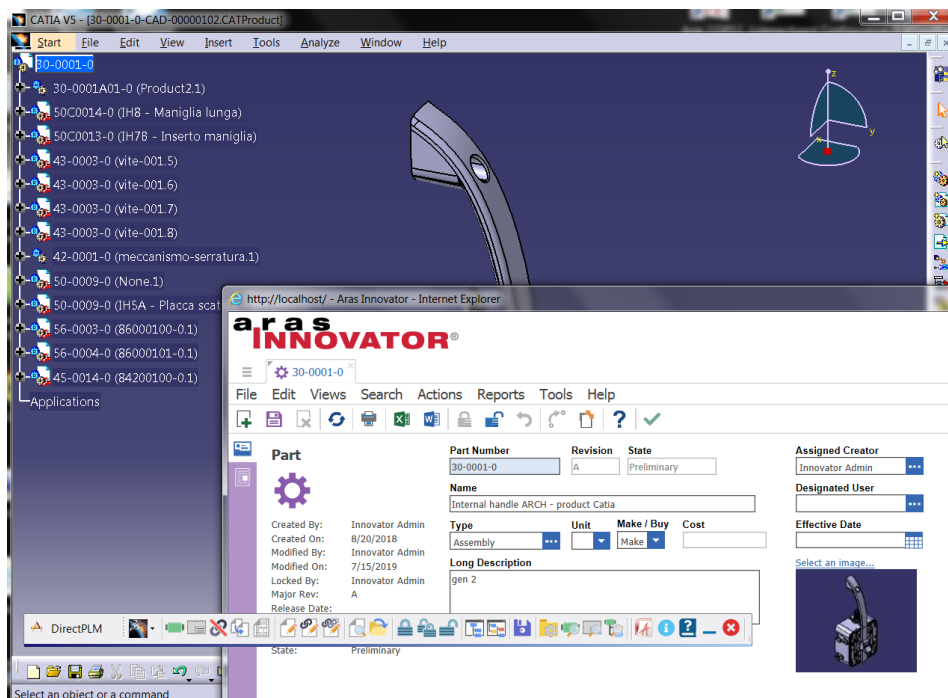 CATIA V5 - [30-0001-0-CAD-00000102.CATProduct]
Start File Edit View Insert Tools Analyze Window Help
30-0001-0
30-0001A01-0 (Product2.1)
50C0014-0 (IH8 - Maniglia lunga)
50C0013-0 (IH7B - Inserto maniglia)
43-0003-0 (vite-001.5)
43-0003-0 (vite-001.6)
43-0003-0 (vite-001.7)
43-0003-0 (vite-001.8)
42-0001-0 (meccanismo-serratura.1)
50-0009-0 (None.1)
50-0009-0 (IH5A - Placca scat
56-0003-0 (86000100-0.1)
56-0004-0 (86000101-0.1)
45-0014-0 (84200100-0.1)
Applications
z
y
x
http://localhost/ - Aras Innovator - Internet Explorer
aras
INNOVATOR®
30-0001-0
File Edit Views Search Actions Reports Tools Help
Part
Created By: Innovator Admin
Created On: 8/20/2018
Modified By: Innovator Admin
Modified On: 7/15/2019
Locked By: Innovator Admin
Major Rev: A
Release Date:
State: Preliminary
Part Number Revision State
30-0001-0 A Preliminary
Name
Internal handle ARCH - product Catia
Type Unit Make / Buy Cost
Assembly Make
Long Description
gen 2
Assigned Creator
Innovator Admin
Designated User
Effective Date
Select an image...
DirectPLM
Select an object or a command